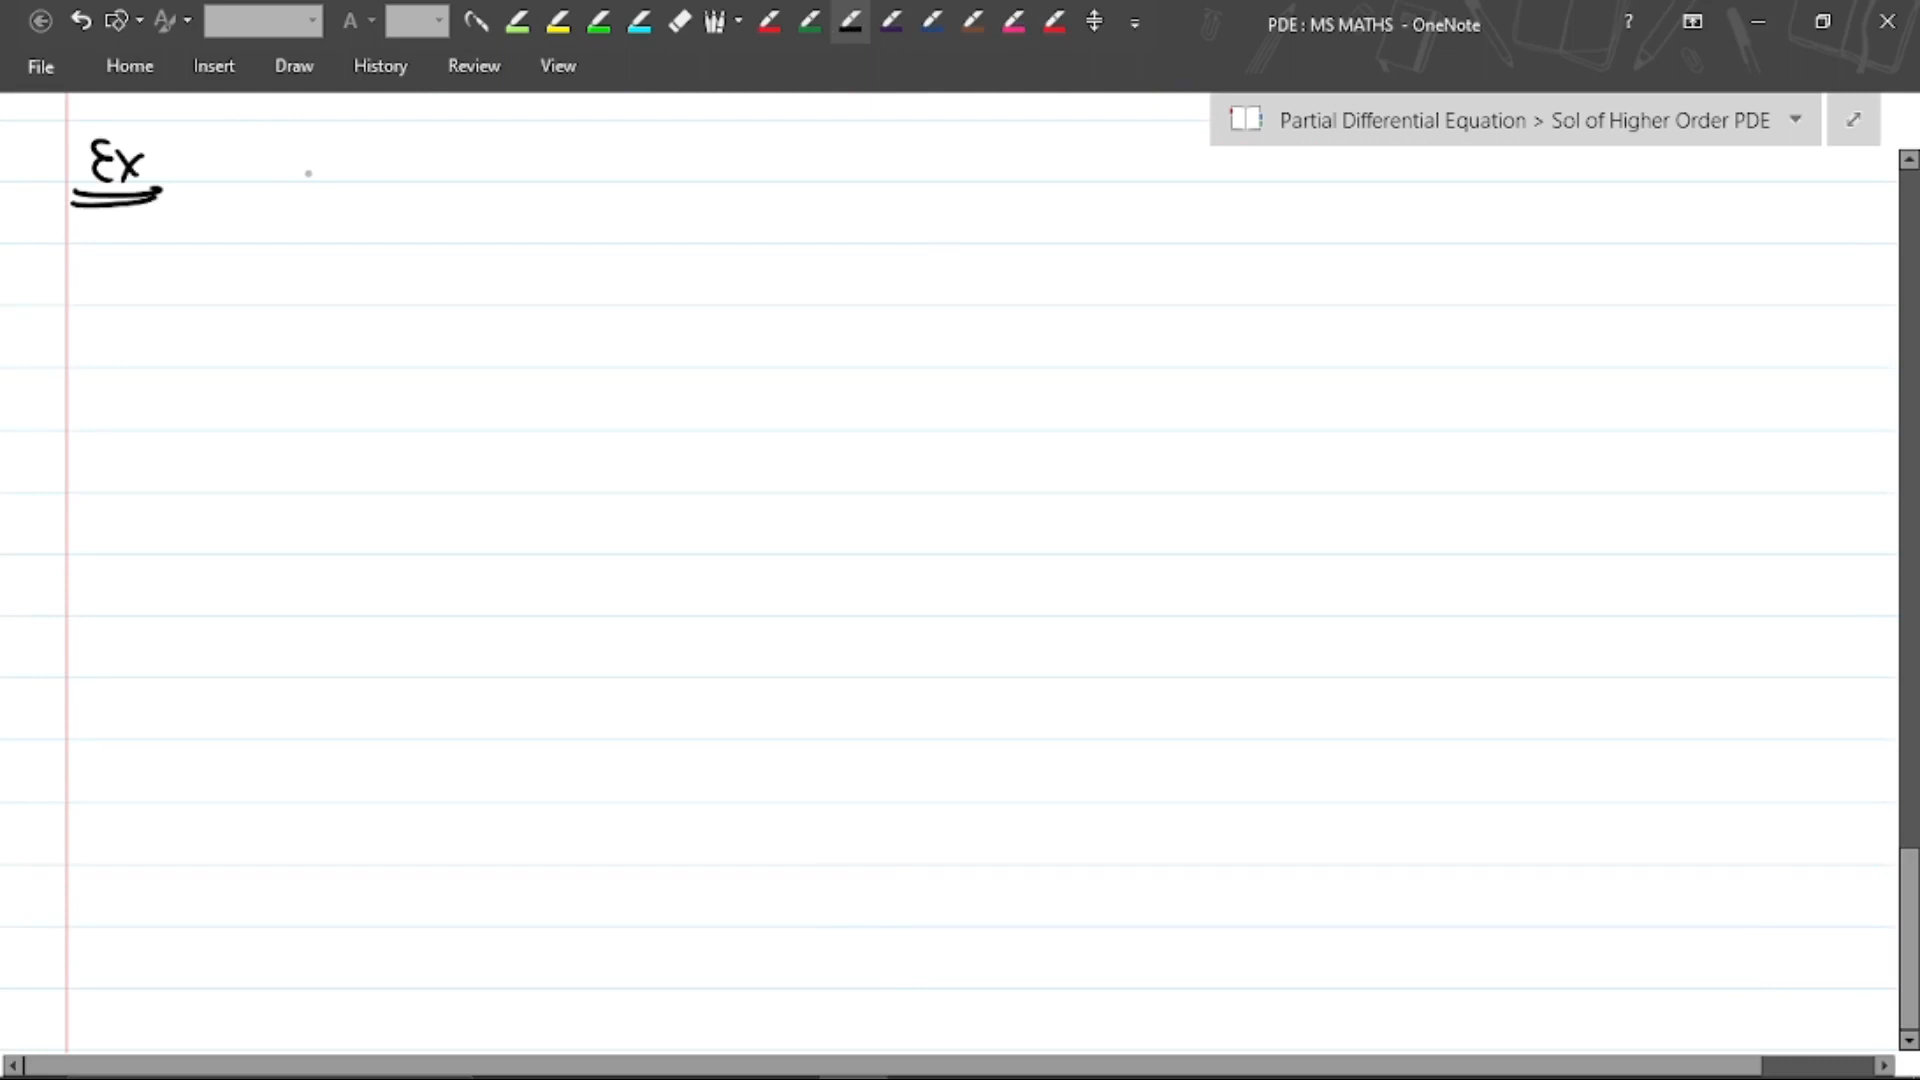 PDE : MS MATHS - OneNote
?
A
File Home Insert Draw History Review View
Partial Differential Equation > Sol of Higher Order PDE
Ex